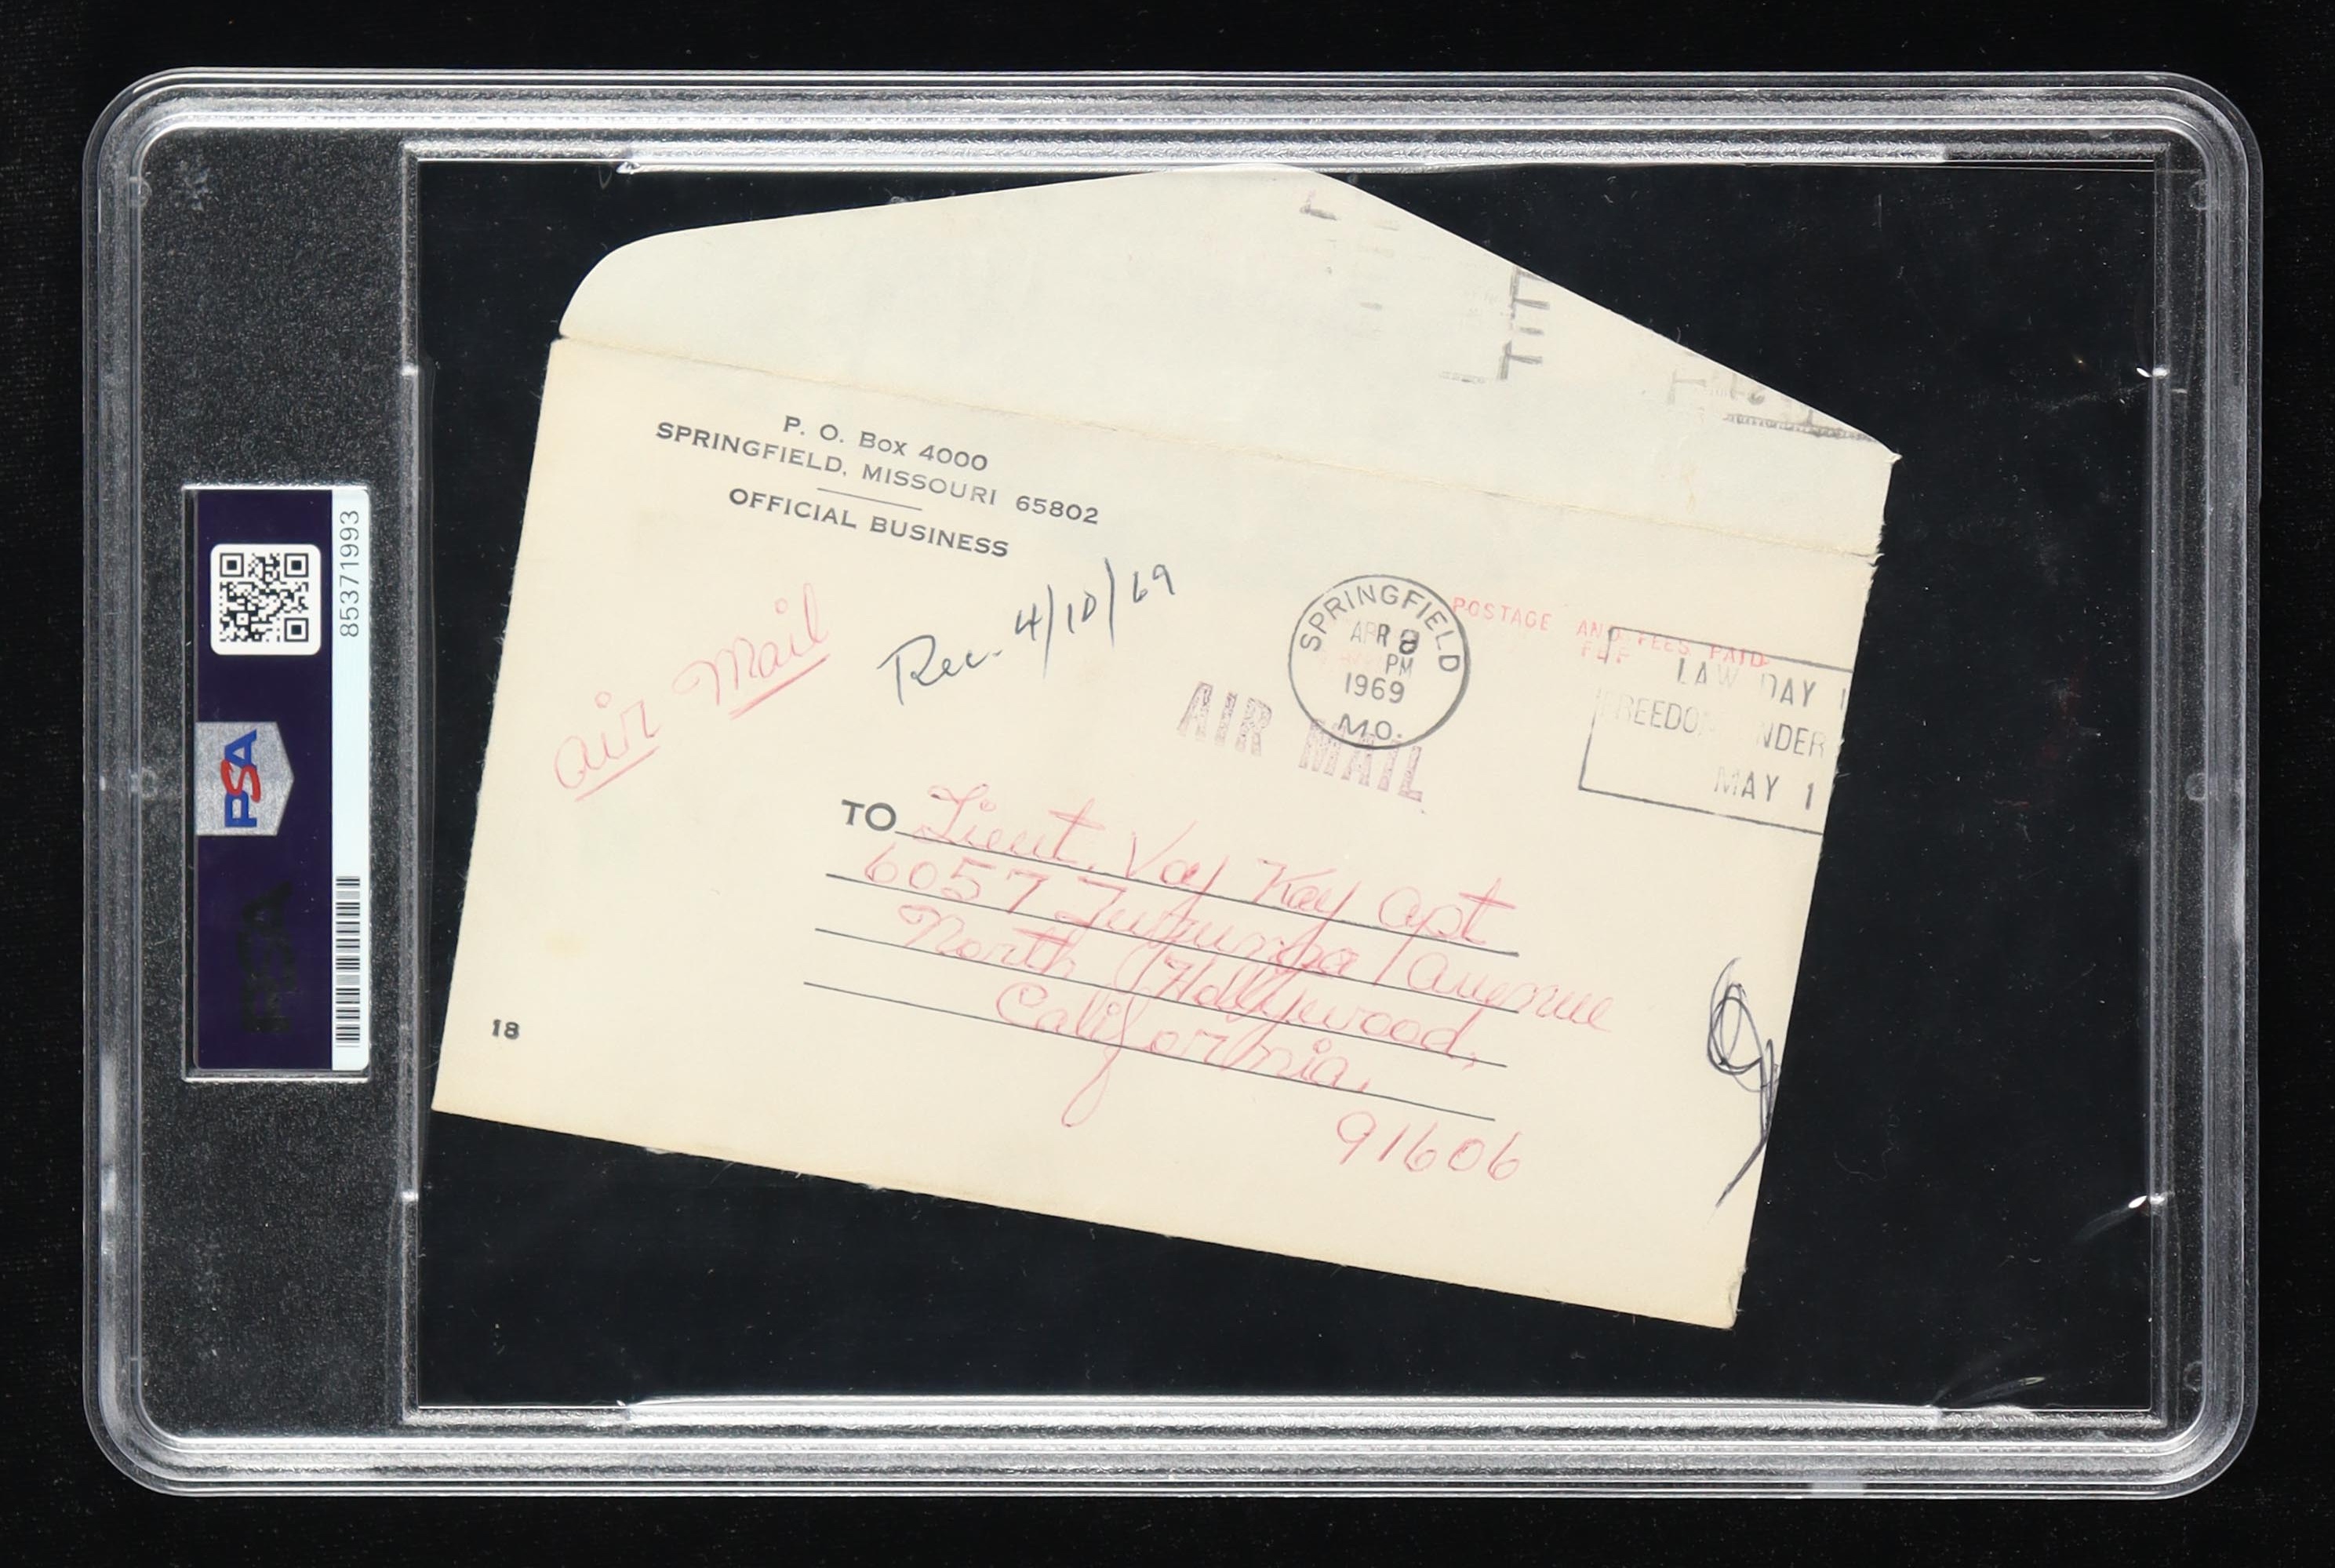 P. O. Box 4000
SPRINGFIELD, MISSOURI 65802
OFFICIAL BUSINESS
Air Mail
Rec. 4/10/69
SPRINGFIELD
APR 8
PM
1969
MO.
POSTAGE AND FEES PAID
LAW DAY
FREEDOM UNDER
MAY 1
AIR MAIL
TO Lieut. Voy Kay Apt
6057 Tujunga Avenue
North Hollywood,
California,
91606
18
85371993
PSA
PSA